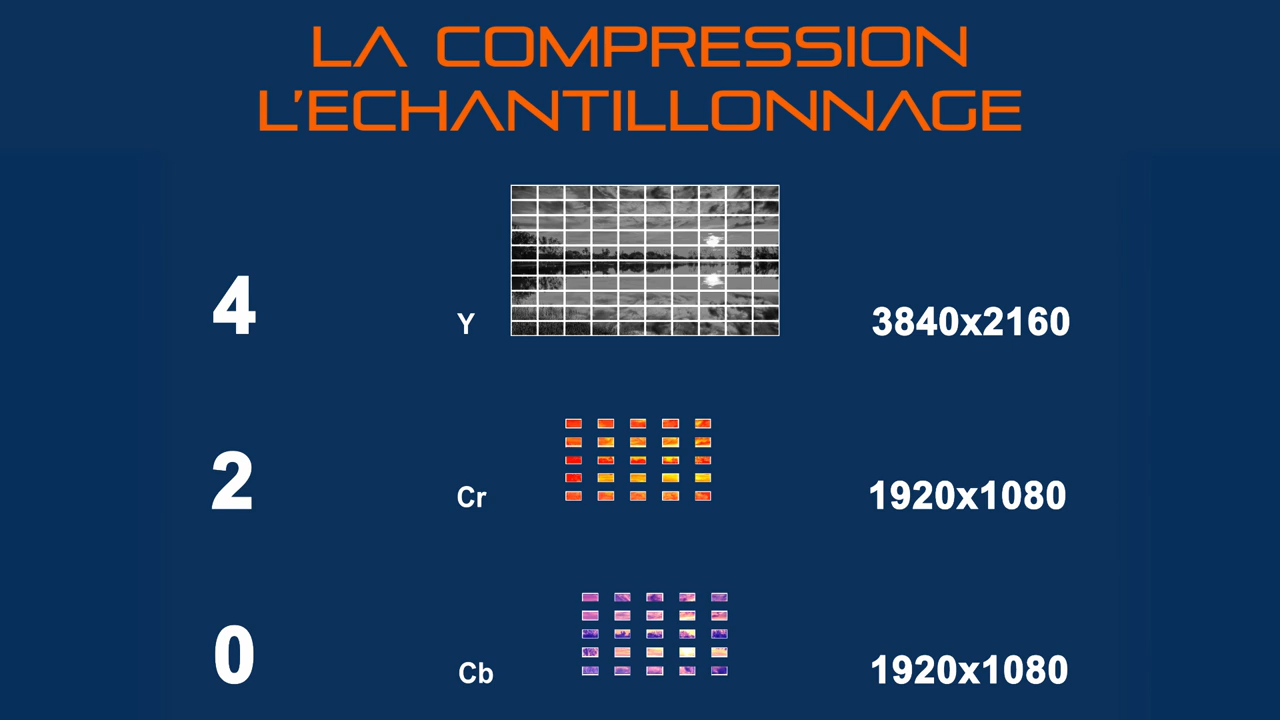 LA COMPRESSION
L'ECHANTILLONNAGE
4 Y 3840x2160
2 Cr 1920x1080
0 Cb 1920x1080